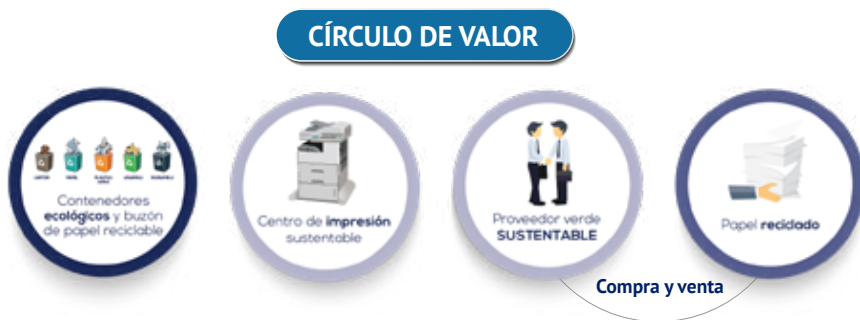 CÍRCULO DE VALOR
Contenedores
ecológicos y buzón
de papel reciclable
Centro de impresión
sustentable
Proveedor verde
SUSTENTABLE
Papel reciclado
Compra y venta